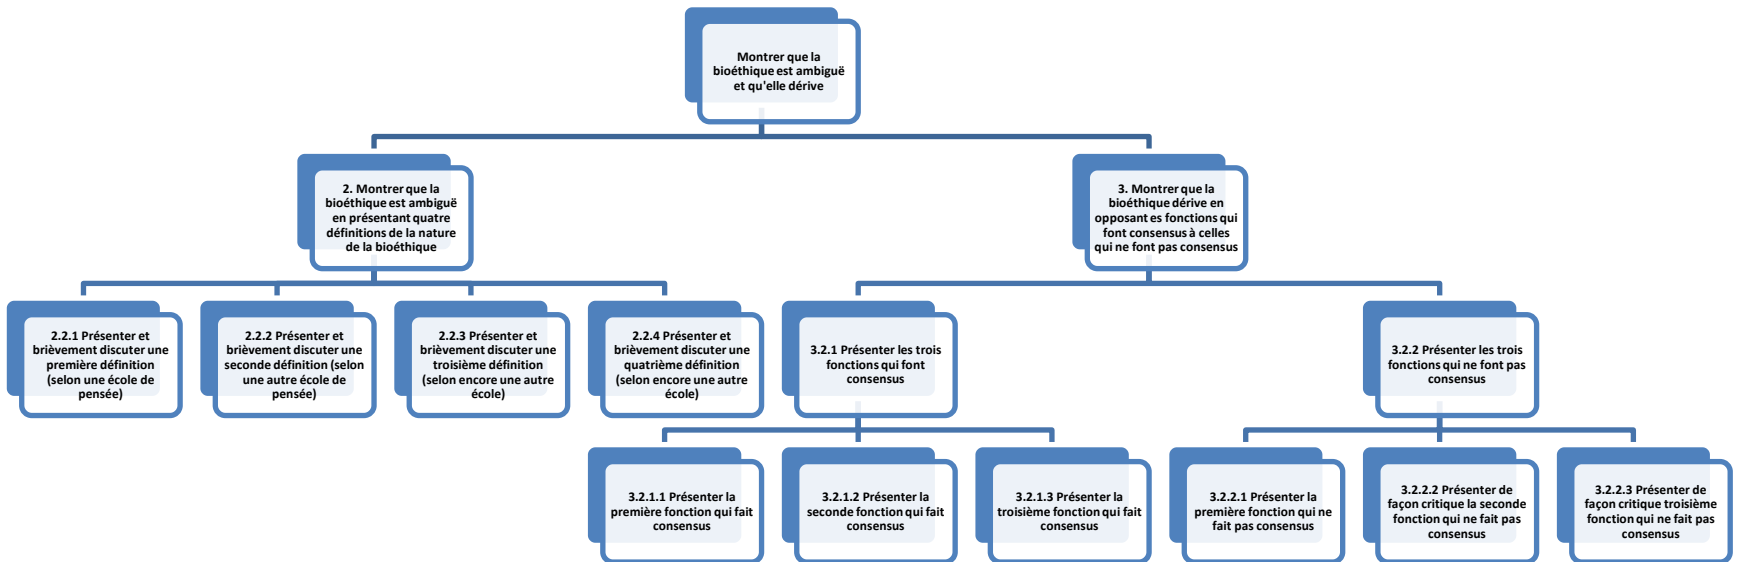 Montrer que la
bioéthique est ambiguë
et qu'elle dérive
2. Montrer que la
bioéthique est ambiguë
en présentant quatre
définitions de la nature
de la bioéthique
3. Montrer que la
bioéthique dérive en
opposant es fonctions qui
font consensus à celles
qui ne font pas consensus
2.2.1 Présenter et
brièvement discuter une
première définition
(selon une école de
pensée)
2.2.2 Présenter et
brièvement discuter une
seconde définition (selon
une autre école de
pensée)
2.2.3 Présenter et
brièvement discuter une
troisième définition
(selon encore une autre
école)
2.2.4 Présenter et
brièvement discuter une
quatrième définition
(selon encore une autre
école)
3.2.1 Présenter les trois
fonctions qui font
consensus
3.2.2 Présenter les trois
fonctions qui ne font pas
consensus
3.2.1.1 Présenter la
première fonction qui fait
consensus
3.2.1.2 Présenter la
seconde fonction qui fait
consensus
3.2.1.3 Présenter la
troisième fonction qui fait
consensus
3.2.2.1 Présenter la
première fonction qui ne
fait pas consensus
3.2.2.2 Présenter de
façon critique la seconde
fonction qui ne fait pas
consensus
3.2.2.3 Présenter de
façon critique troisième
fonction qui ne fait pas
consensus